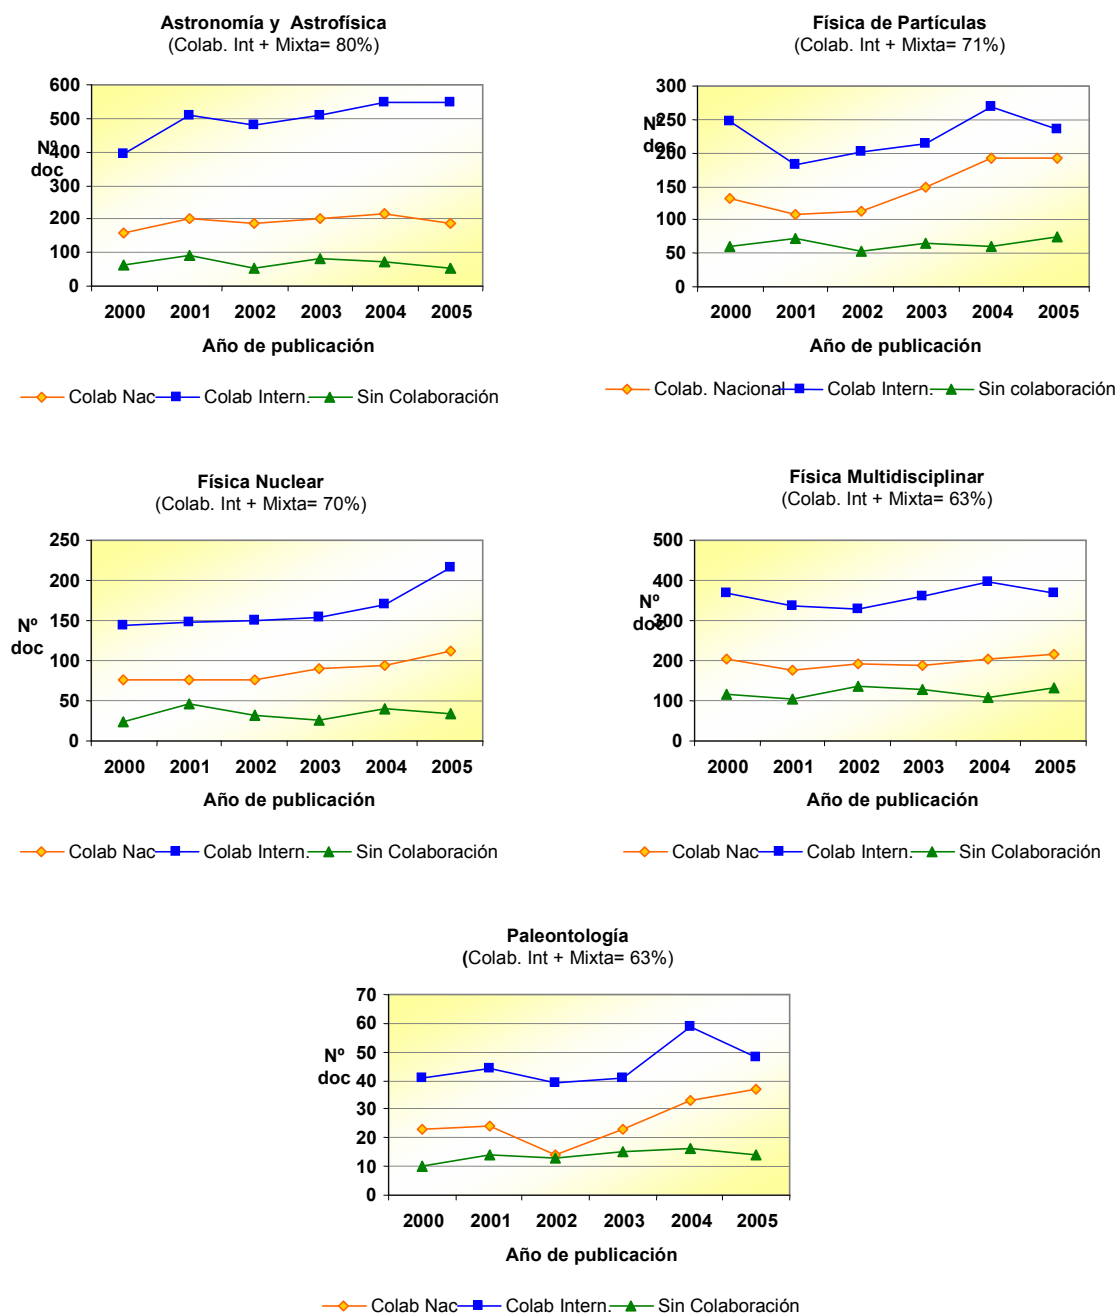 Astronomía y Astrofísica
(Colab. Int + Mixta= 80%)
600
500
400
300
200
100
0
Nº
doc
2000 2001 2002 2003 2004 2005
Año de publicación
Colab Nac Colab Intern. Sin Colaboración
Física de Partículas
(Colab. Int + Mixta= 71%)
300
250
200
150
100
50
0
Nº
doc
2000 2001 2002 2003 2004 2005
Año de publicación
Colab. Nacional Colab Intern. Sin colaboración
Física Nuclear
(Colab. Int + Mixta= 70%)
250
200
150
100
50
0
Nº
doc
2000 2001 2002 2003 2004 2005
Año de publicación
Colab Nac Colab Intern. Sin Colaboración
Física Multidisciplinar
(Colab. Int + Mixta= 63%)
500
400
300
200
100
0
Nº
doc
2000 2001 2002 2003 2004 2005
Año de publicación
Colab Nac Colab Intern. Sin Colaboración
Paleontología
(Colab. Int + Mixta= 63%)
70
60
50
40
30
20
10
0
Nº
doc
2000 2001 2002 2003 2004 2005
Año de publicación
Colab Nac Colab Intern. Sin Colaboración